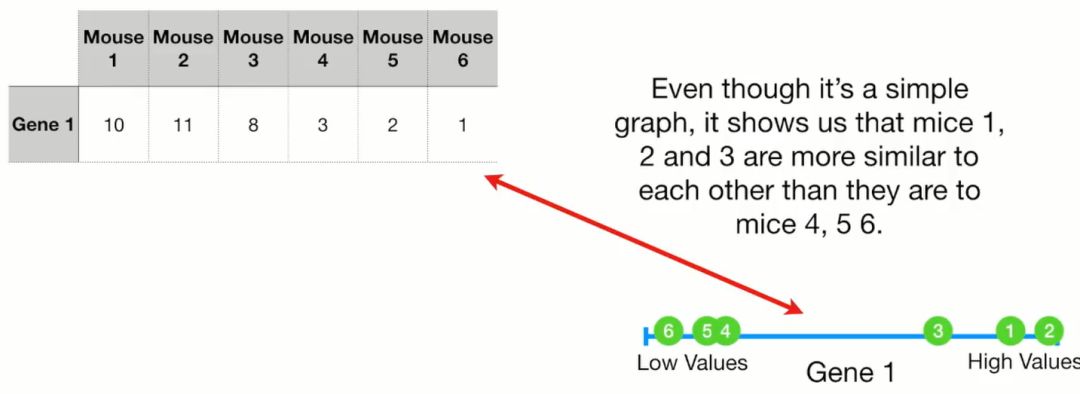 Mouse Mouse Mouse Mouse Mouse Mouse
1 2 3 4 5 6
Gene 1 10 11 8 3 2 1
Even though it’s a simple
graph, it shows us that mice 1,
2 and 3 are more similar to
each other than they are to
mice 4, 5 6.
6 5 4 3 1 2
Low Values Gene 1 High Values